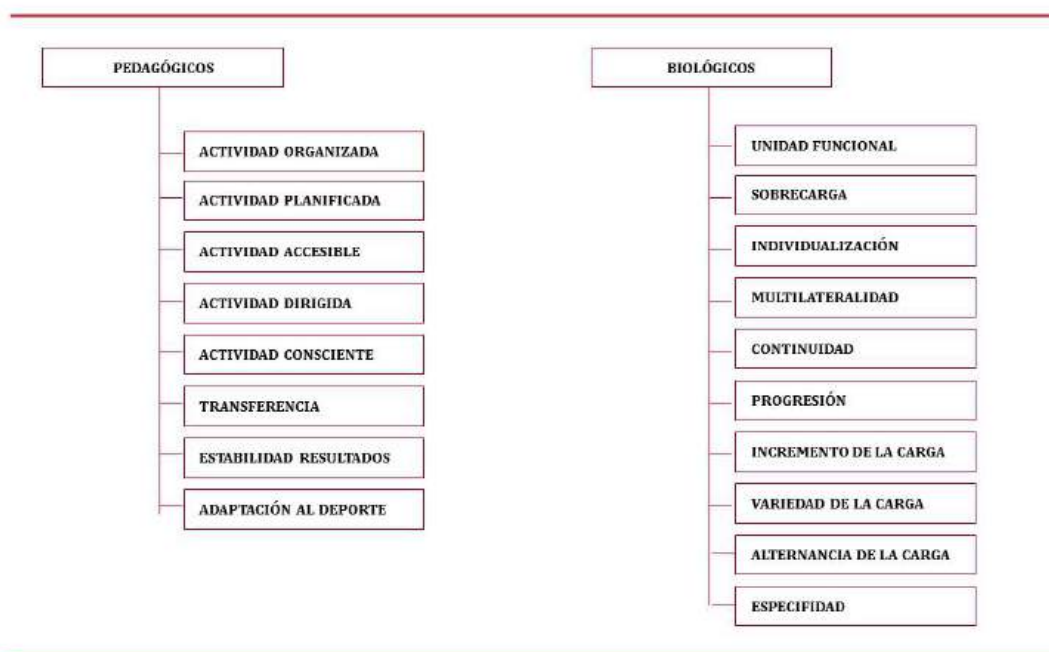 PEDAGÓGICOS
ACTIVIDAD ORGANIZADA
ACTIVIDAD PLANIFICADA
ACTIVIDAD ACCESIBLE
ACTIVIDAD DIRIGIDA
ACTIVIDAD CONSCIENTE
TRANSFERENCIA
ESTABILIDAD RESULTADOS
ADAPTACIÓN AL DEPORTE
BIOLÓGICOS
UNIDAD FUNCIONAL
SOBRECARGA
INDIVIDUALIZACIÓN
MULTILATERALIDAD
CONTINUIDAD
PROGRESIÓN
INCREMENTO DE LA CARGA
VARIEDAD DE LA CARGA
ALTERNANCIA DE LA CARGA
ESPECIFIDAD